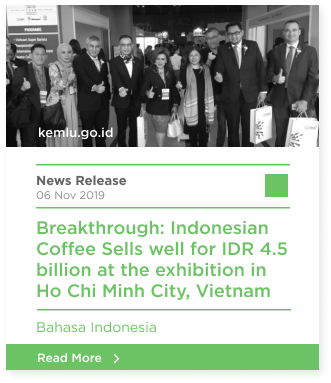 PROGRAMS
kemlu.go.id
News Release
06 Nov 2019
Breakthrough: Indonesian
Coffee Sells well for IDR 4.5
billion at the exhibition in
Ho Chi Minh City, Vietnam
Bahasa Indonesia
Read More